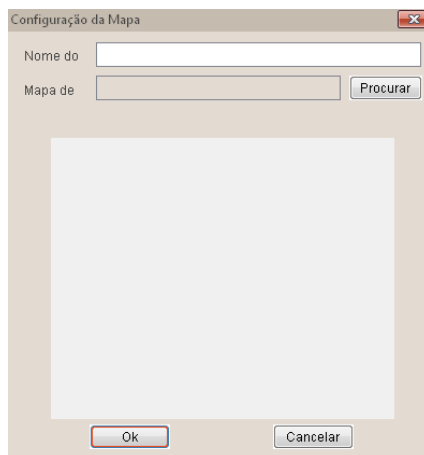 Configuração da Mapa
Nome do
Mapa de
Procurar
Ok
Cancelar